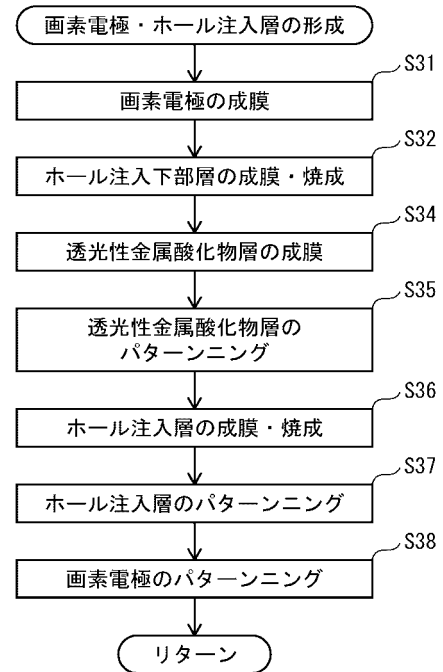 画素電極・ホール注入層の形成
S31
画素電極の成膜
S32
ホール注入下部層の成膜・焼成
S34
透光性金属酸化物層の成膜
S35
透光性金属酸化物層の
パターンニング
S36
ホール注入層の成膜・焼成
S37
ホール注入層のパターンニング
S38
画素電極のパターンニング
リターン